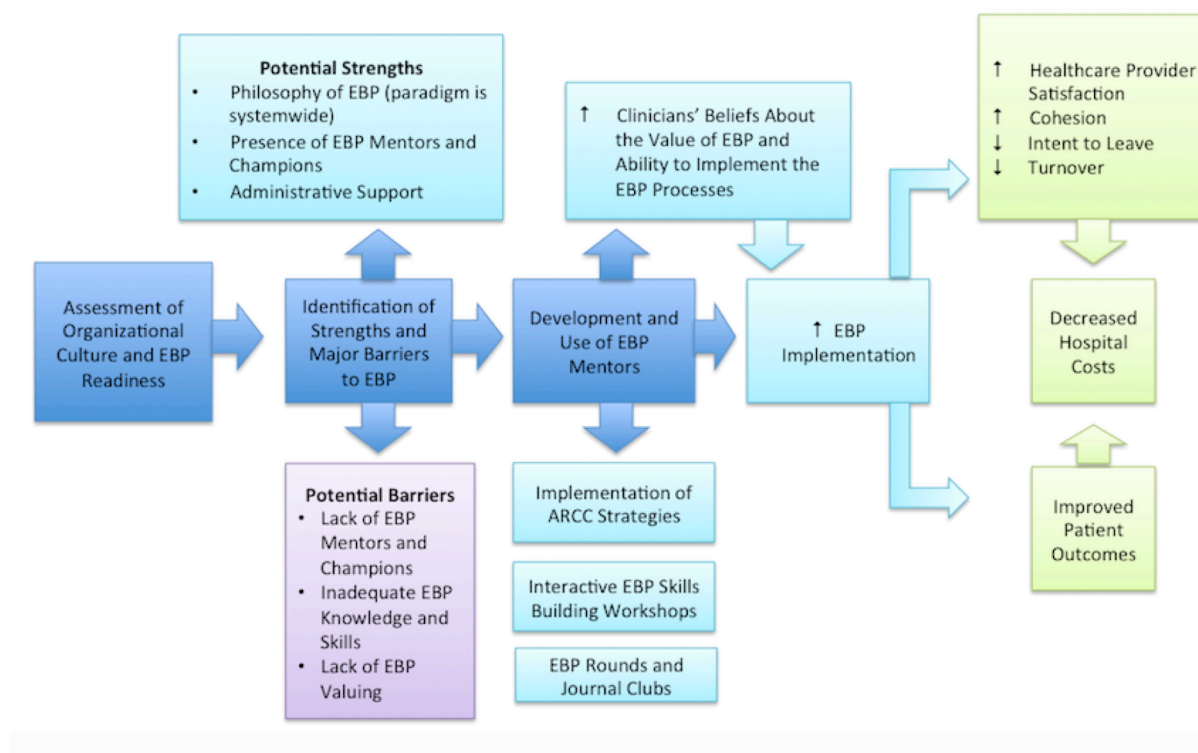 Potential Strengths
• Philosophy of EBP (paradigm is
systemwide)
• Presence of EBP Mentors and
Champions
• Administrative Support
↑ Clinicians' Beliefs About
the Value of EBP and
Ability to Implement the
EBP Processes
↑ Healthcare Provider
Satisfaction
↑ Cohesion
↓ Intent to Leave
↓ Turnover
Assessment of
Organizational
Culture and EBP
Readiness
Identification of
Strengths and
Major Barriers
to EBP
Development and
Use of EBP
Mentors
↑ EBP
Implementation
Decreased
Hospital
Costs
Potential Barriers
• Lack of EBP
Mentors and
Champions
• Inadequate EBP
Knowledge and
Skills
• Lack of EBP
Valuing
Implementation of
ARCC Strategies
Interactive EBP Skills
Building Workshops
EBP Rounds and
Journal Clubs
Improved
Patient
Outcomes